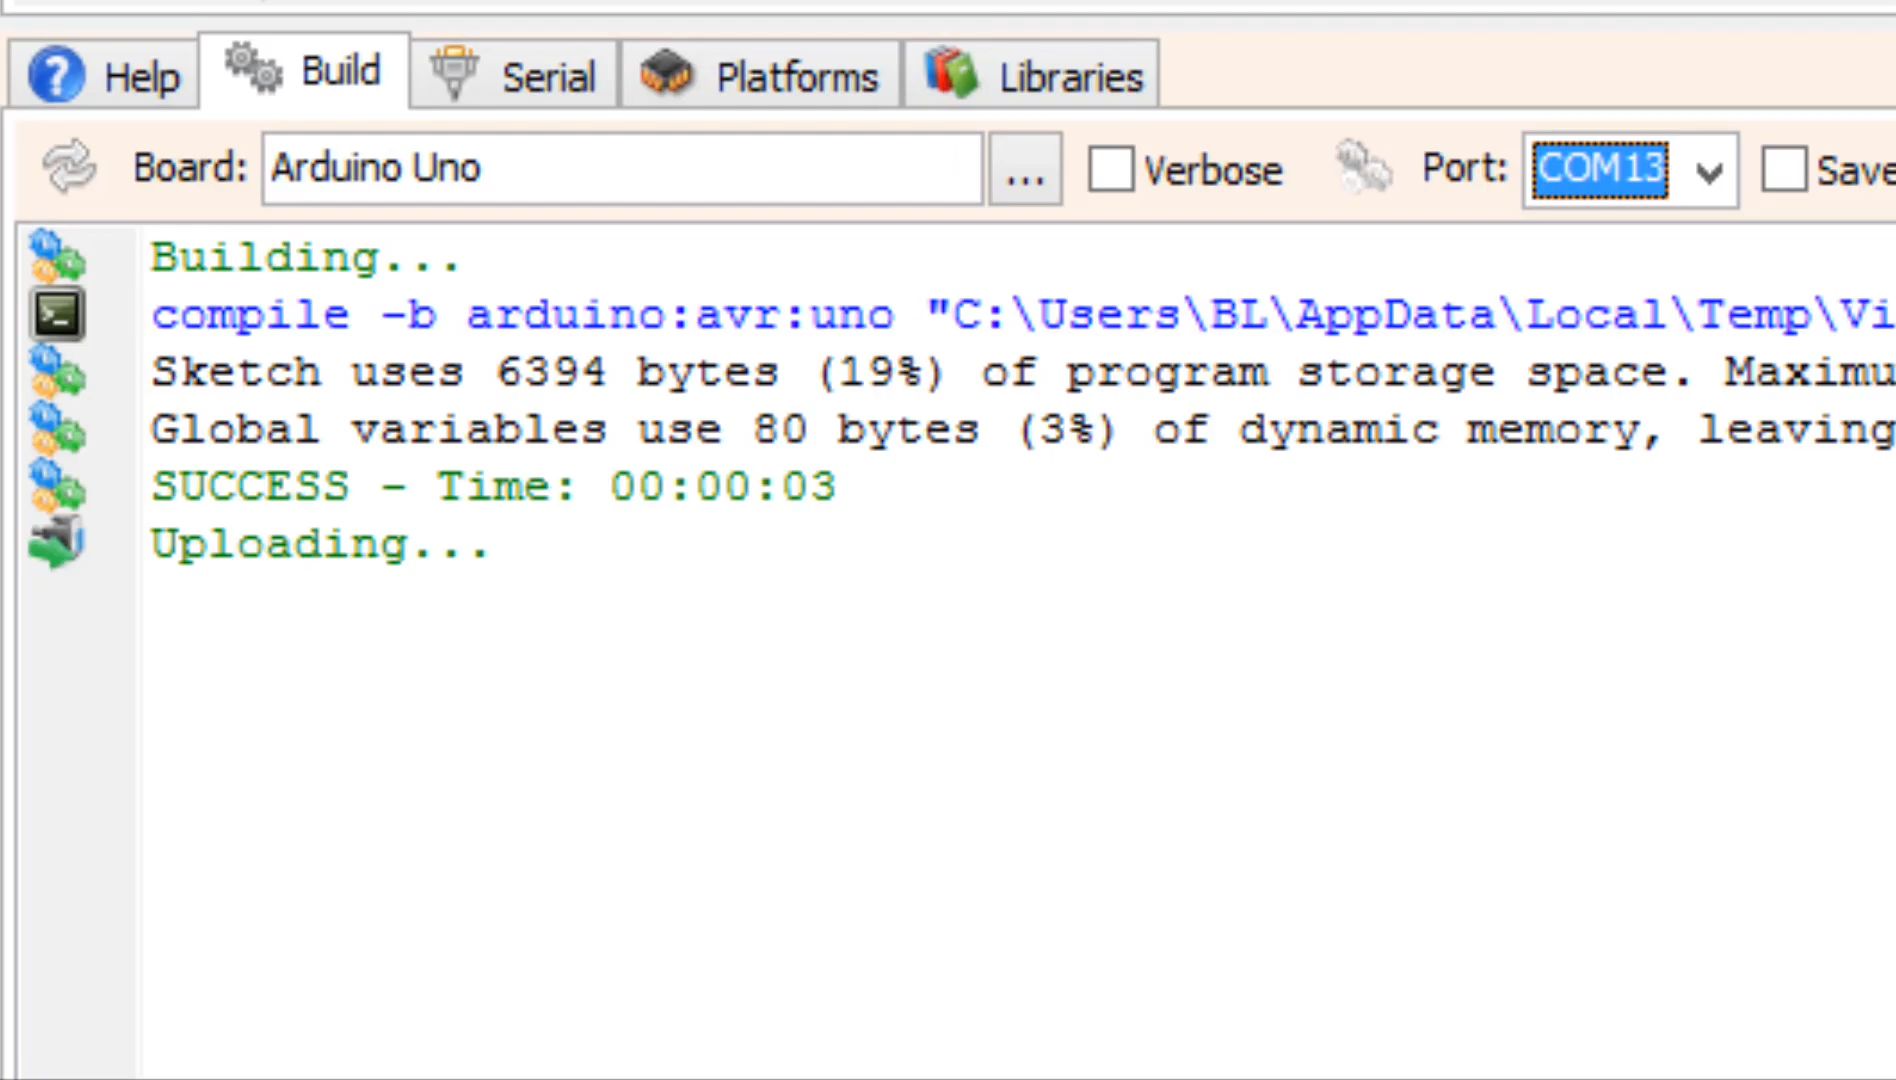 Help Build Serial Platforms Libraries
Board: Arduino Uno ... Verbose Port: COM13 Save
Building...
compile -b arduino:avr:uno "C:\Users\BL\AppData\Local\Temp\Vi
Sketch uses 6394 bytes (19%) of program storage space. Maximu
Global variables use 80 bytes (3%) of dynamic memory, leaving
SUCCESS - Time: 00:00:03
Uploading...